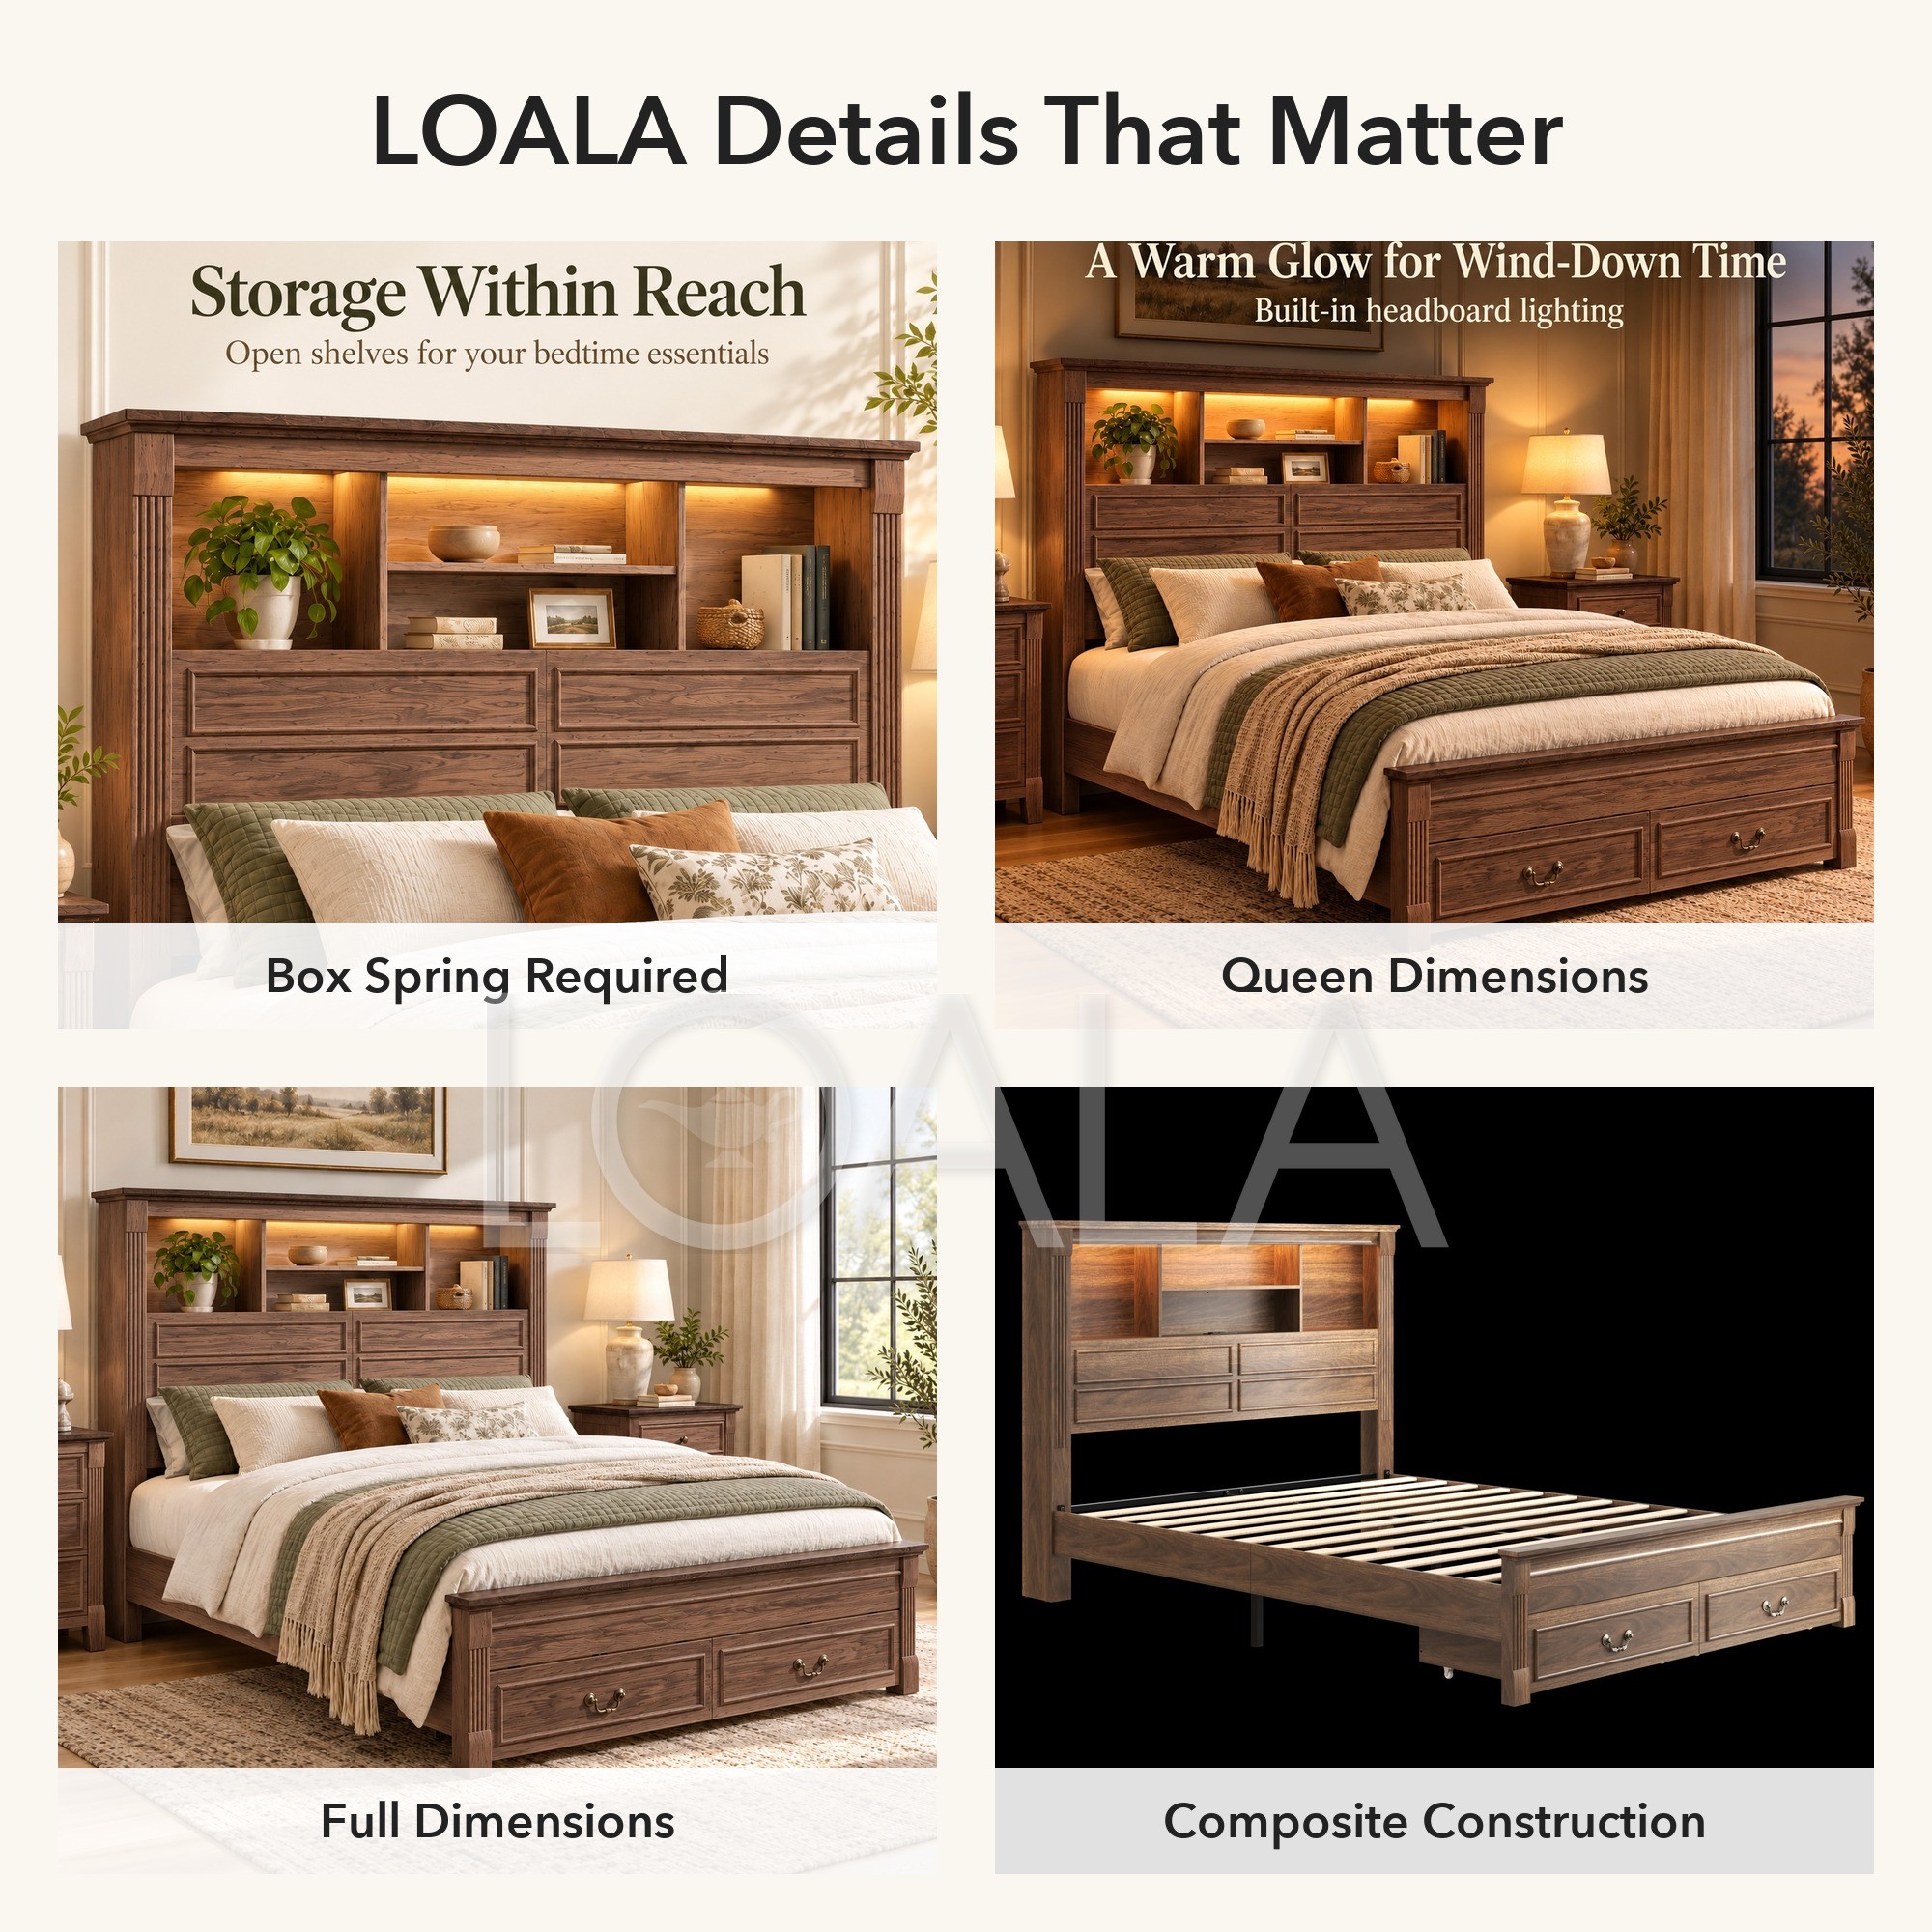 LOALA Details That Matter
Storage Within Reach
Open shelves for your bedtime essentials
A Warm Glow for Wind-Down Time
Built-in headboard lighting
Box Spring Required
Queen Dimensions
LOALA
Full Dimensions
Composite Construction